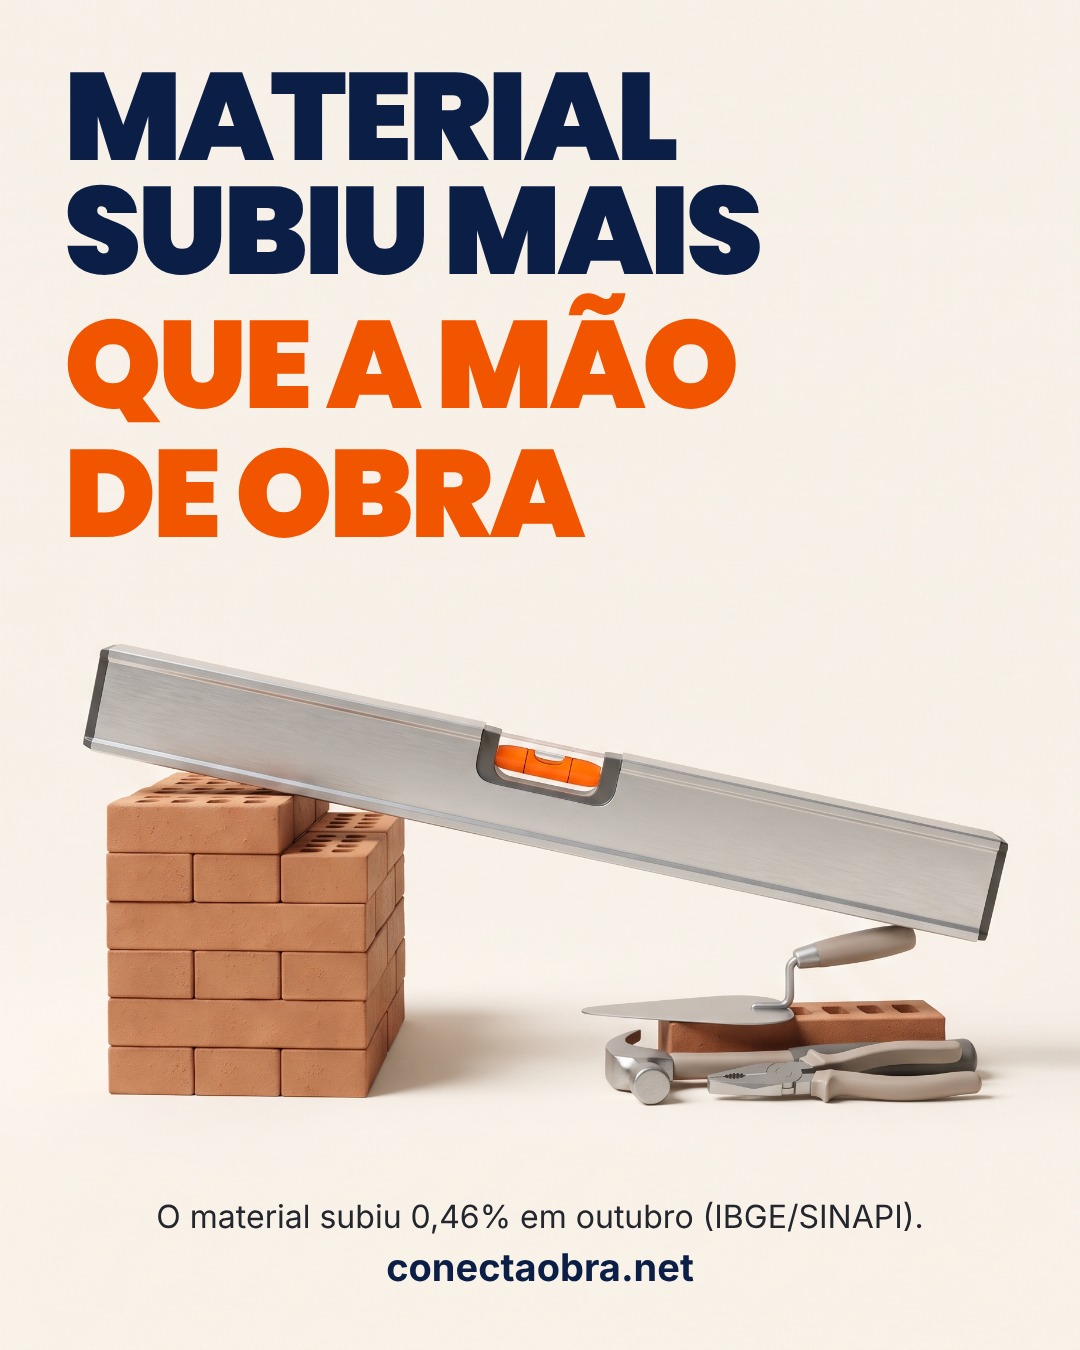 MATERIAL
SUBIU MAIS
QUE A MÃO
DE OBRA
O material subiu 0,46% em outubro (IBGE/SINAPI).
conectaobra.net